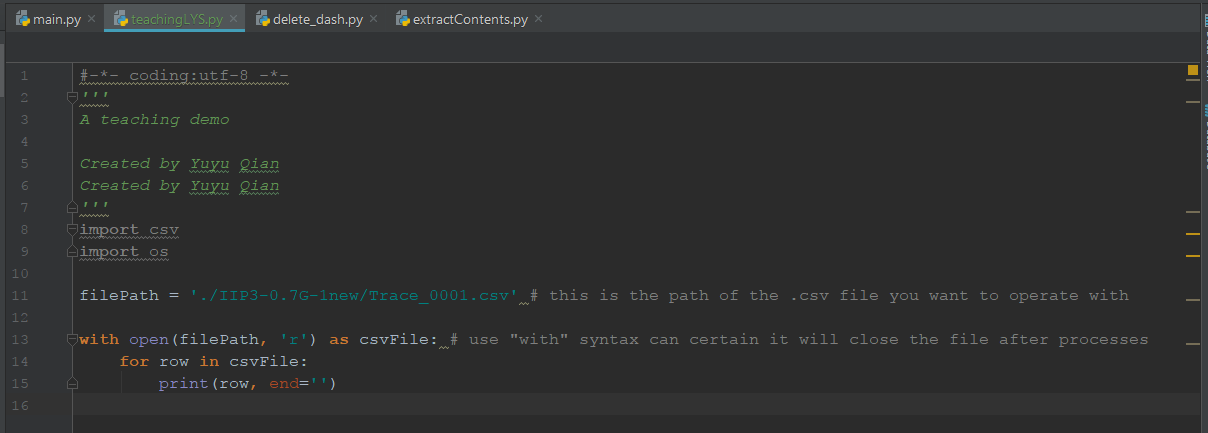 main.py teachingLYS.py delete_dash.py extractContents.py
1 #-*- coding:utf-8 -*-
2 '''
3 A teaching demo
4
5 Created by Yuyu Qian
6 Created by Yuyu Qian
7 '''
8 import csv
9 import os
10
11 filePath = './IIP3-0.7G-1new/Trace_0001.csv' # this is the path of the .csv file you want to operate with
12
13 with open(filePath, 'r') as csvFile: # use "with" syntax can certain it will close the file after processes
14     for row in csvFile:
15         print(row, end='')
16